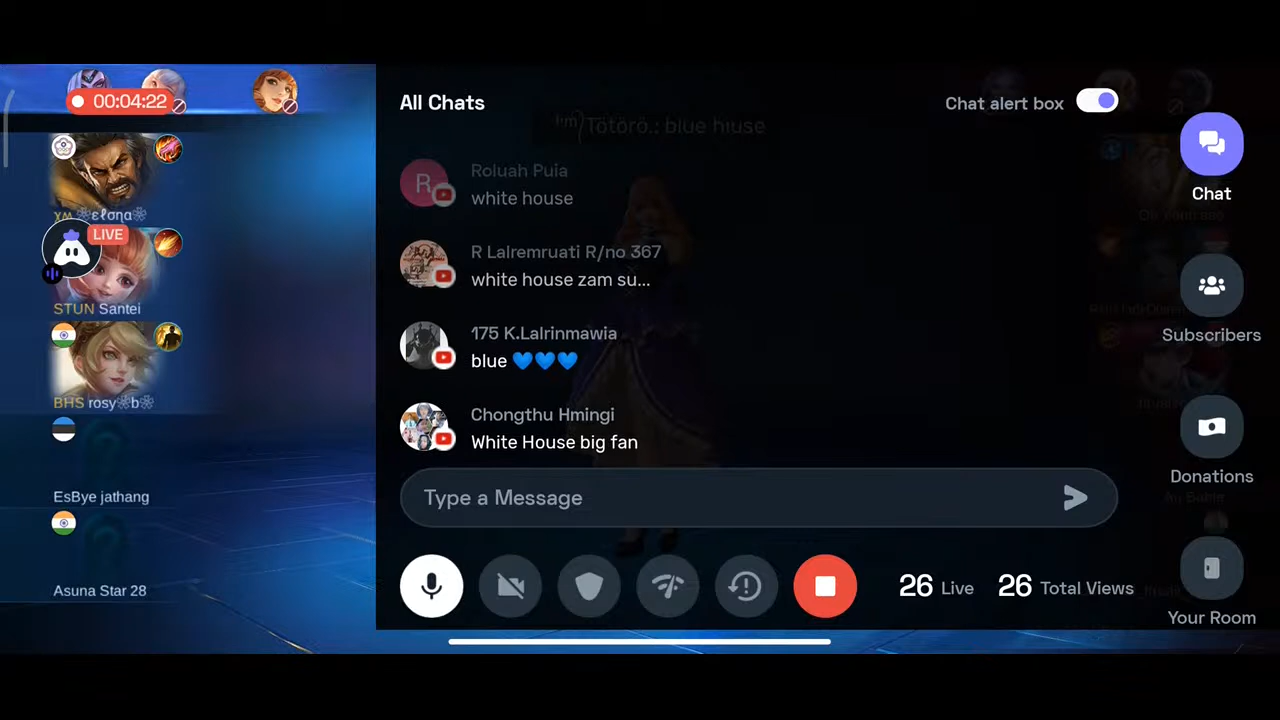 00:04:22
All Chats
Chat alert box
Totoro.: blue hiuse
Roluah Puia
white house
R Lalremruati R/no 367
white house zam su...
175 K.Lalrinmawia
blue 💙💙💙
Chongthu Hmingi
White House big fan
Type a Message
26 Live
26 Total Views
Chat
Subscribers
Donations
Your Room
LIVE
STUN Santei
BHS rosy❀b❀
EsBye jathang
Asuna Star 28